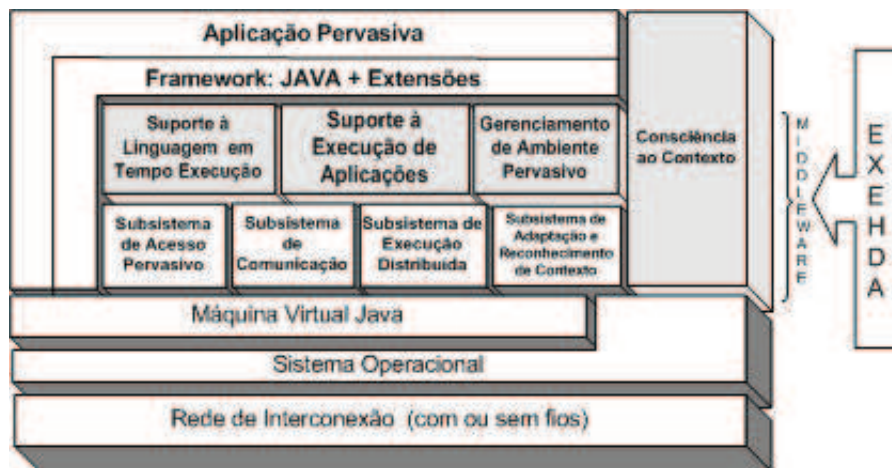 Aplicação Pervasiva
Framework: JAVA + Extensões
Suporte à
Linguagem em
Tempo Execução
Suporte à
Execução de
Aplicações
Gerenciamento
de Ambiente
Pervasivo
Consciência
ao Contexto
Subsistema
de Acesso
Pervasivo
Subsistema
de
Comunicação
Subsistema de
Execução
Distribuída
Subsistema de
Adaptação e
Reconhecimento
de Contexto
MIDDLEWARE
EXEHDA
Máquina Virtual Java
Sistema Operacional
Rede de Interconexão (com ou sem fios)